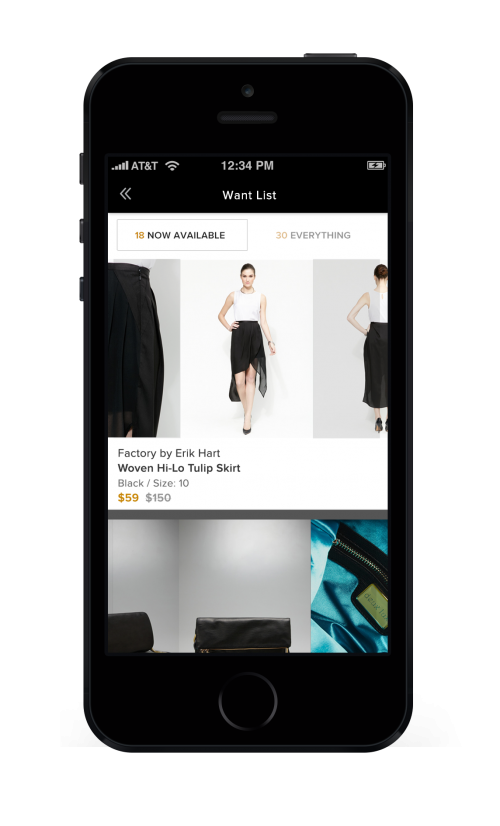 AT&T 12:34 PM
Want List
18 NOW AVAILABLE 30 EVERYTHING
Factory by Erik Hart
Woven Hi-Lo Tulip Skirt
Black / Size: 10
$59 $150